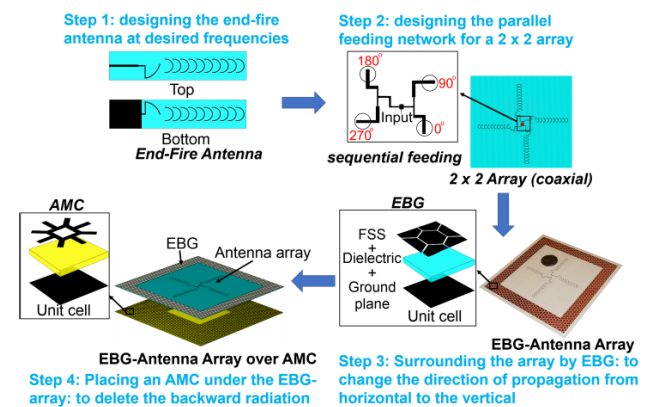 Step 1: designing the end-fire
antenna at desired frequencies
Top
Bottom
End-Fire Antenna
Step 2: designing the parallel
feeding network for a 2 x 2 array
180°
90°
Input
270°
0°
sequential feeding
2 x 2 Array (coaxial)
AMC
Unit cell
EBG
Antenna array
EBG-Antenna Array over AMC
Step 4: Placing an AMC under the EBG-
array: to delete the backward radiation
EBG
FSS
+
Dielectric
+
Ground
plane
Unit cell
EBG-Antenna Array
Step 3: Surrounding the array by EBG: to
change the direction of propagation from
horizontal to the vertical